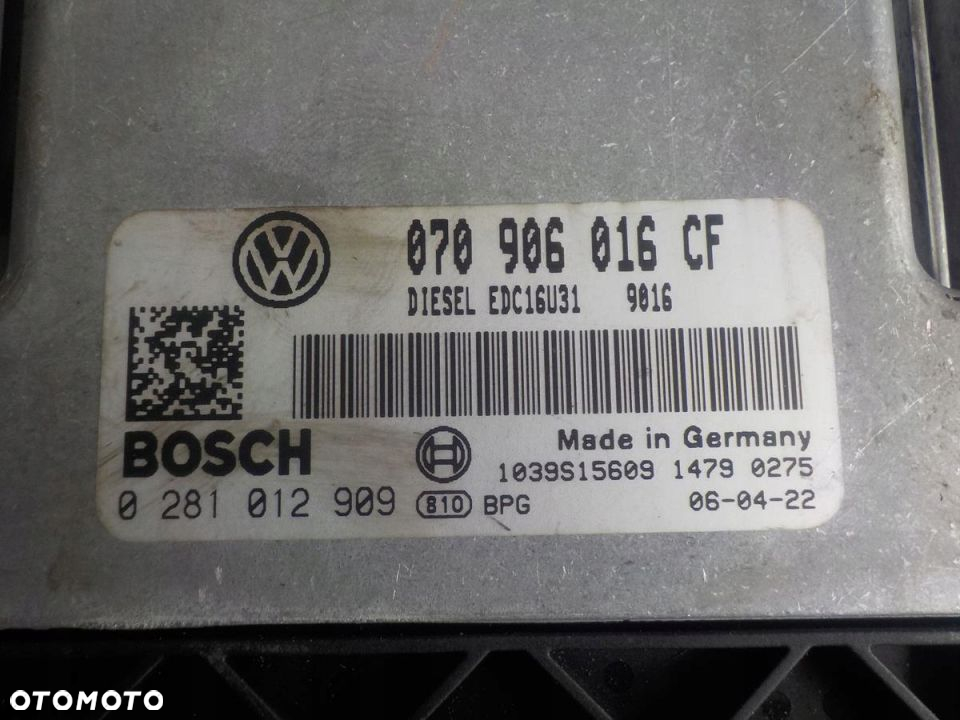 VW
070 906 016 CF
DIESEL EDC16U31 9016
BOSCH
Made in Germany
1039S15609 1479 0275
0 281 012 909 810 BPG 06-04-22
OTOMOTO